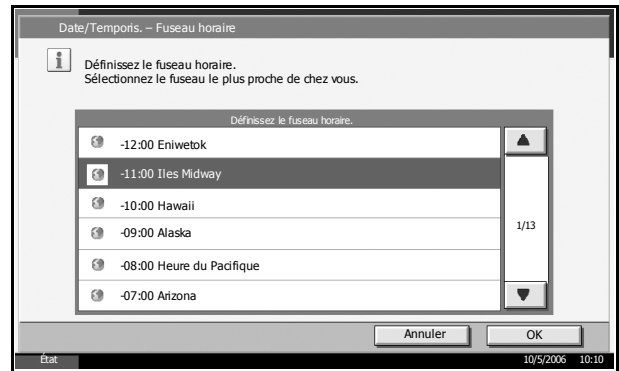 Date/Temporis. – Fuseau horaire
Définissez le fuseau horaire.
Sélectionnez le fuseau le plus proche de chez vous.
Définissez le fuseau horaire.
-12:00 Eniwetok
-11:00 Iles Midway
-10:00 Hawaii
-09:00 Alaska
-08:00 Heure du Pacifique
-07:00 Arizona
1/13
Annuler
OK
État
10/5/2006 10:10